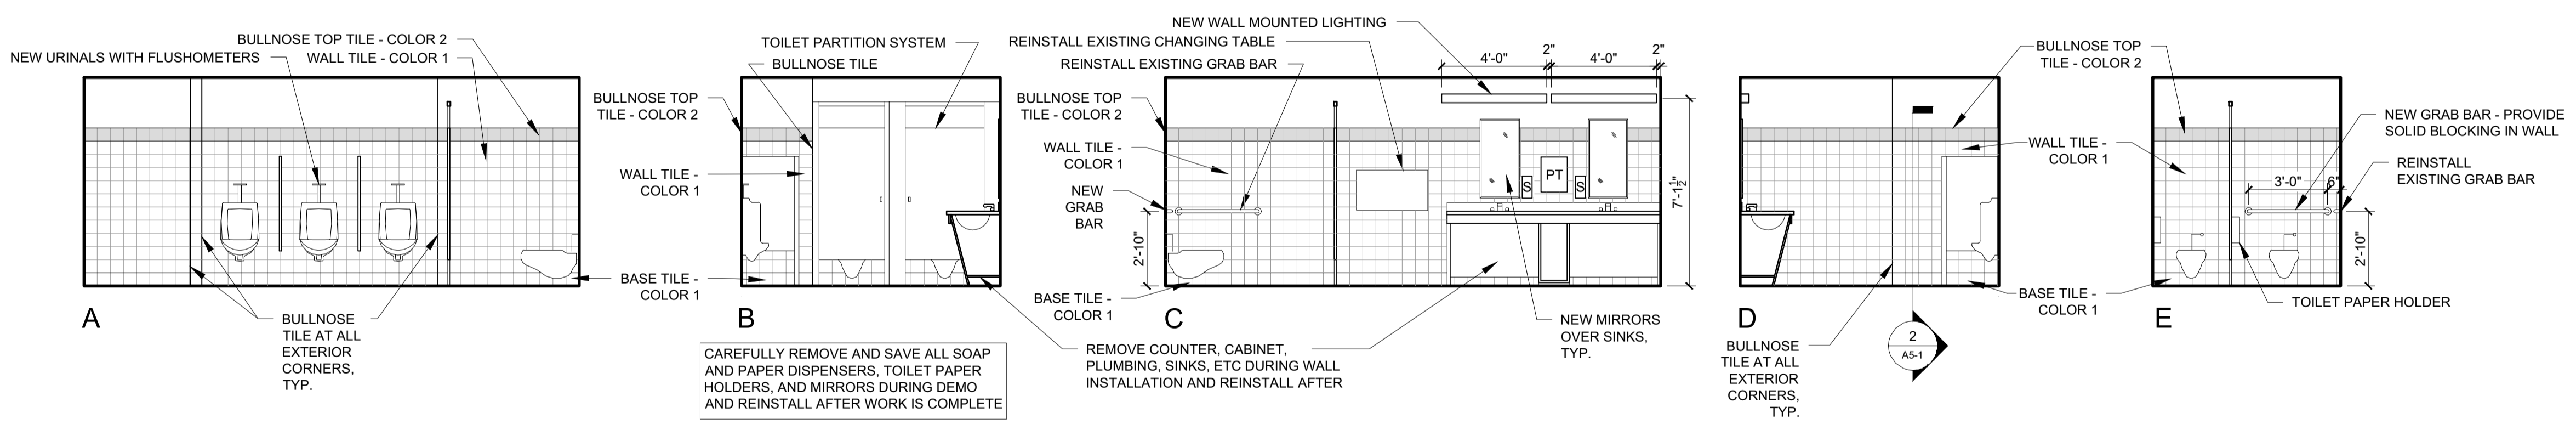 BULLNOSE TOP TILE - COLOR 2
NEW URINALS WITH FLUSHOMETERS
WALL TILE - COLOR 1
BULLNOSE
TILE AT ALL
EXTERIOR
CORNERS,
TYP.
A
TOILET PARTITION SYSTEM
BULLNOSE TILE
BULLNOSE TOP
TILE - COLOR 2
WALL TILE -
COLOR 1
BASE TILE -
COLOR 1
B
CAREFULLY REMOVE AND SAVE ALL SOAP
AND PAPER DISPENSERS, TOILET PAPER
HOLDERS, AND MIRRORS DURING DEMO
AND REINSTALL AFTER WORK IS COMPLETE
NEW WALL MOUNTED LIGHTING
REINSTALL EXISTING CHANGING TABLE
REINSTALL EXISTING GRAB BAR
BULLNOSE TOP
TILE - COLOR 2
WALL TILE -
COLOR 1
NEW
GRAB
BAR
2'-10"
BASE TILE -
COLOR 1
C
4'-0"
2"
4'-0"
2"
S
PT
S
7'-1½"
REMOVE COUNTER, CABINET,
PLUMBING, SINKS, ETC DURING WALL
INSTALLATION AND REINSTALL AFTER
NEW MIRRORS
OVER SINKS,
TYP.
D
BULLNOSE
TILE AT ALL
EXTERIOR
CORNERS,
TYP.
2
A5-1
BULLNOSE TOP
TILE - COLOR 2
WALL TILE -
COLOR 1
BASE TILE -
COLOR 1
E
3'-0"
6"
2'-10"
NEW GRAB BAR - PROVIDE
SOLID BLOCKING IN WALL
REINSTALL
EXISTING GRAB BAR
TOILET PAPER HOLDER